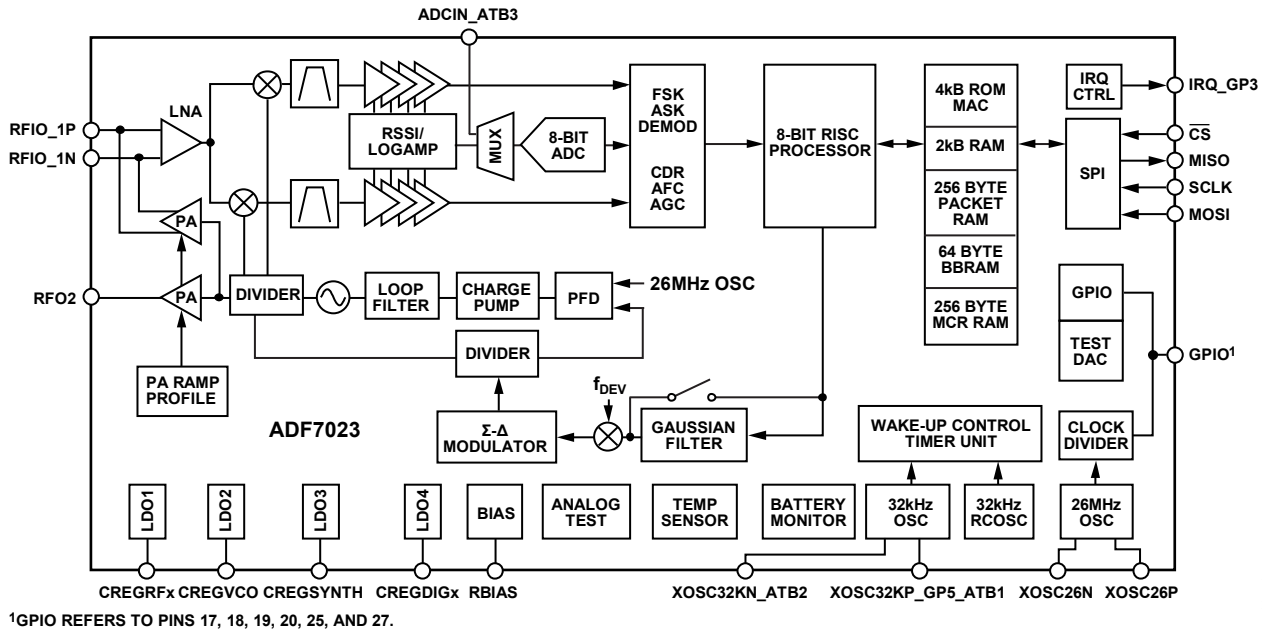 ADCIN_ATB3
LNA
RFIO_1P
RFIO_1N
RSSI/
LOGAMP
MUX
8-BIT
ADC
FSK
ASK
DEMOD
CDR
AFC
AGC
8-BIT RISC
PROCESSOR
4kB ROM
MAC
2kB RAM
256 BYTE
PACKET
RAM
64 BYTE
BBRAM
256 BYTE
MCR RAM
IRQ
CTRL
IRQ_GP3
SPI
CS
MISO
SCLK
MOSI
PA
RFO2
PA
DIVIDER
LOOP
FILTER
CHARGE
PUMP
PFD
26MHz OSC
GPIO
TEST
DAC
GPIO1
DIVIDER
PA RAMP
PROFILE
fDEV
ADF7023
Σ-Δ
MODULATOR
GAUSSIAN
FILTER
WAKE-UP CONTROL
TIMER UNIT
CLOCK
DIVIDER
LDO1
LDO2
LDO3
LDO4
BIAS
ANALOG
TEST
TEMP
SENSOR
BATTERY
MONITOR
32kHz
OSC
32kHz
RCOSC
26MHz
OSC
CREGRFx
CREGVCO
CREGSYNTH
CREGDIGx
RBIAS
XOSC32KN_ATB2
XOSC32KP_GP5_ATB1
XOSC26N
XOSC26P
1GPIO REFERS TO PINS 17, 18, 19, 20, 25, AND 27.